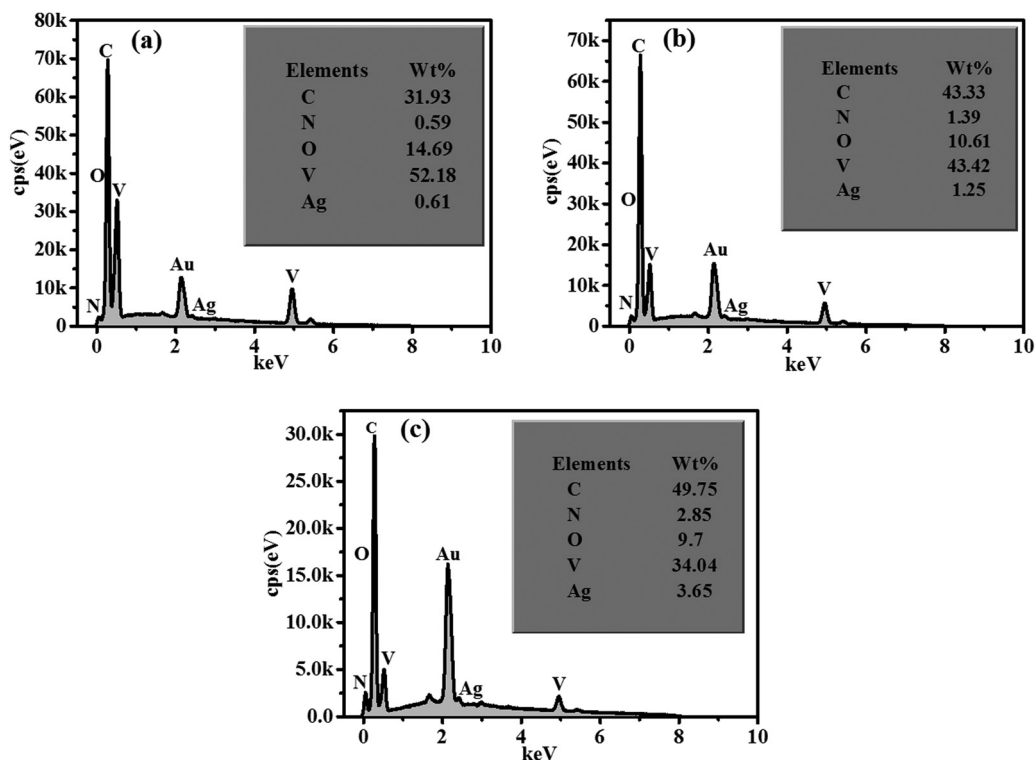 (a)
80k
70k
60k
50k
40k
30k
20k
10k
0
cps(eV)
C
O
V
N
Au
Ag
V
Elements Wt%
C 31.93
N 0.59
O 14.69
V 52.18
Ag 0.61
0 2 4 6 8 10
keV
(b)
70k
60k
50k
40k
30k
20k
10k
0
cps(eV)
C
O
V
N
Au
Ag
V
Elements Wt%
C 43.33
N 1.39
O 10.61
V 43.42
Ag 1.25
0 2 4 6 8 10
keV
(c)
30.0k
25.0k
20.0k
15.0k
10.0k
5.0k
0.0
cps(eV)
C
O
V
N
Au
Ag
V
Elements Wt%
C 49.75
N 2.85
O 9.7
V 34.04
Ag 3.65
0 2 4 6 8 10
keV